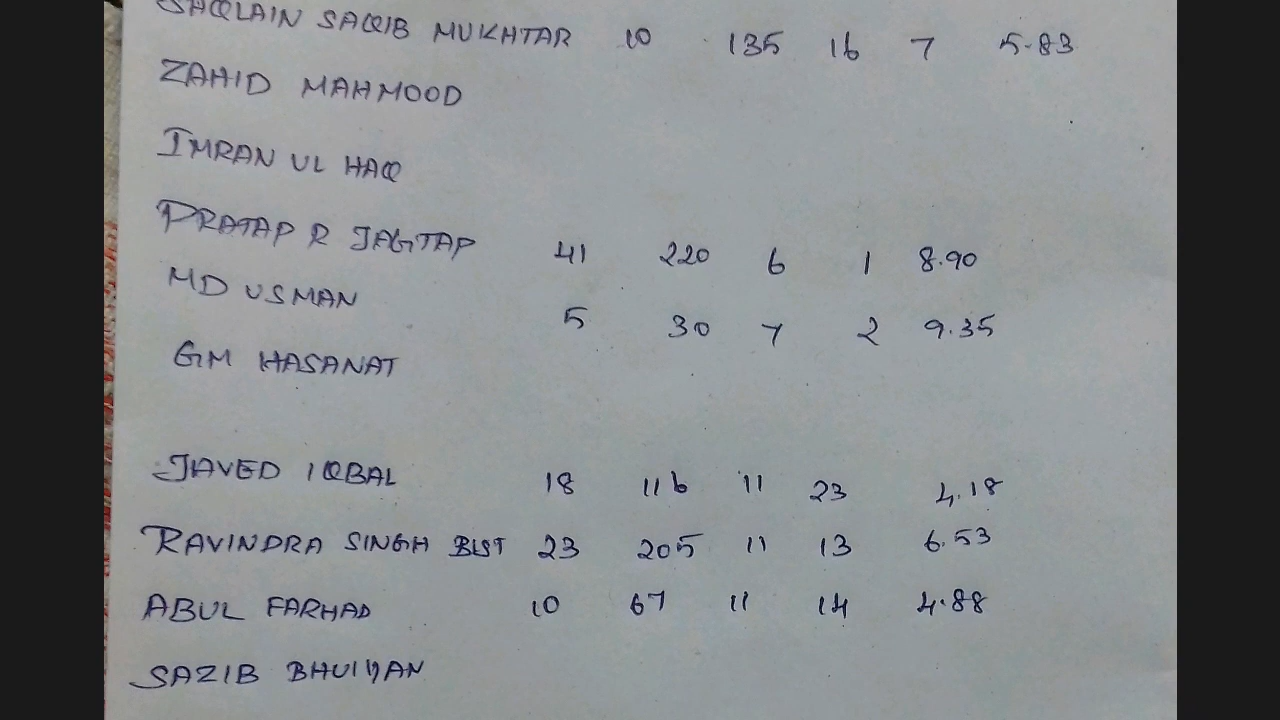 SAQLAIN SAQIB MUKHTAR 10 135 16 7 5.83
ZAHID MAHMOOD
IMRAN UL HAQ
PRATAP R JAGTAP 41 220 6 1 8.90
MD USMAN 5 30 7 2 9.35
GM HASANAT
JAVED IQBAL 18 116 11 23 4.18
RAVINDRA SINGH BIST 23 205 11 13 6.53
ABUL FARHAD 10 67 11 14 4.88
SAZIB BHUIYAN